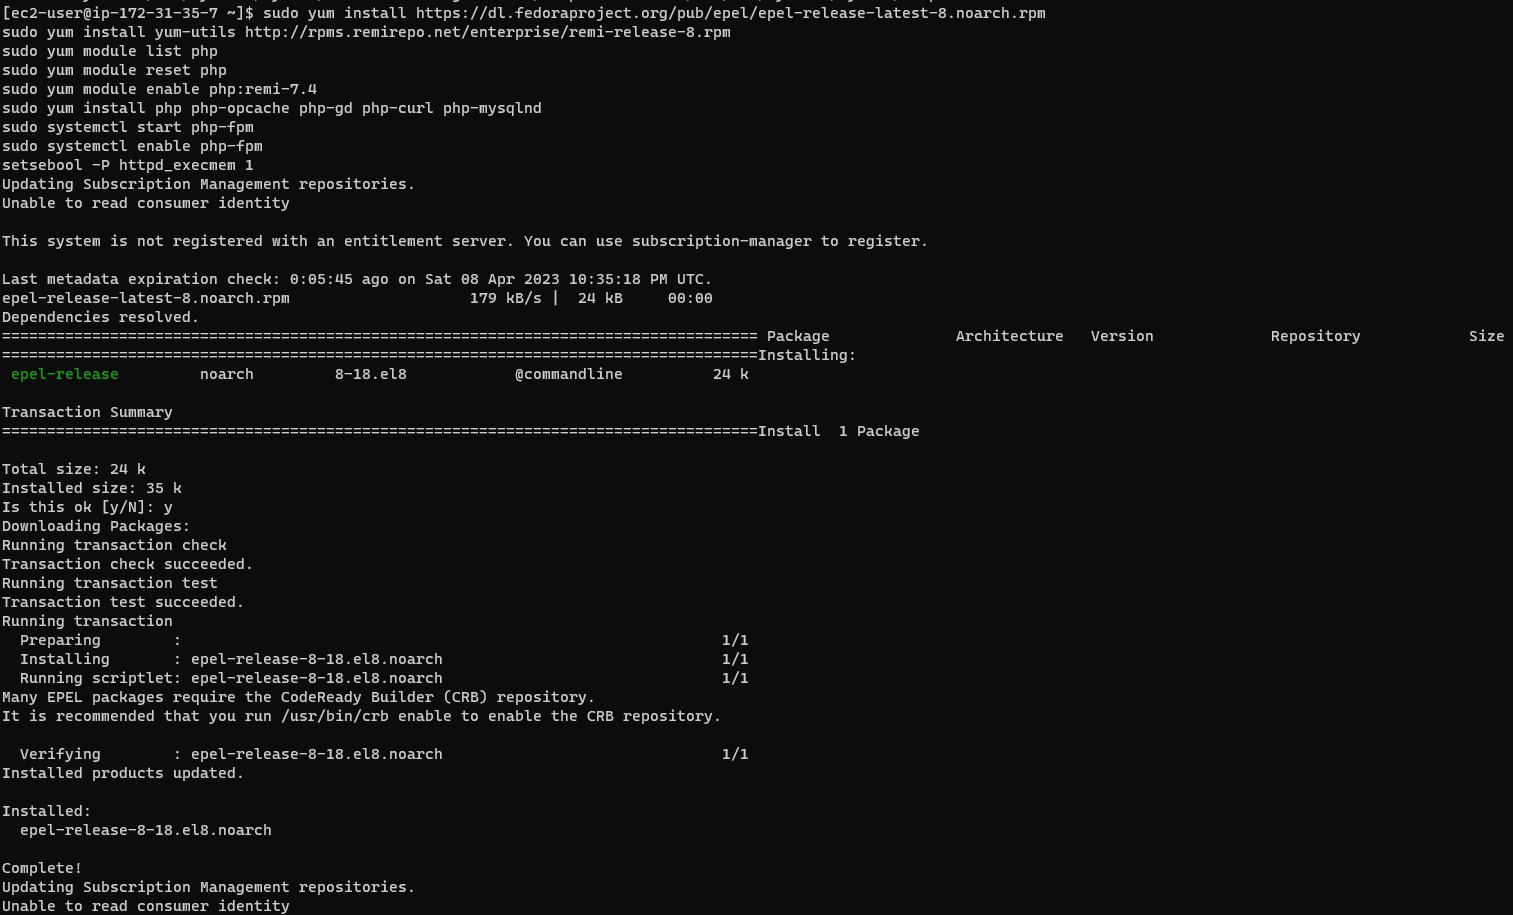 [ec2-user@ip-172-31-35-7 ~]$ sudo yum install https://dl.fedoraproject.org/pub/epel/epel-release-latest-8.noarch.rpm
sudo yum install yum-utils http://rpms.remirepo.net/enterprise/remi-release-8.rpm
sudo yum module list php
sudo yum module reset php
sudo yum module enable php:remi-7.4
sudo yum install php php-opcache php-gd php-curl php-mysqlnd
sudo systemctl start php-fpm
sudo systemctl enable php-fpm
setsebool -P httpd_execmem 1
Updating Subscription Management repositories.
Unable to read consumer identity

This system is not registered with an entitlement server. You can use subscription-manager to register.

Last metadata expiration check: 0:05:45 ago on Sat 08 Apr 2023 10:35:18 PM UTC.
epel-release-latest-8.noarch.rpm                    179 kB/s |  24 kB     00:00
Dependencies resolved.
==================================================================================== Package              Architecture   Version             Repository            Size
====================================================================================Installing:
 epel-release         noarch         8-18.el8            @commandline          24 k

Transaction Summary
====================================================================================Install  1 Package

Total size: 24 k
Installed size: 35 k
Is this ok [y/N]: y
Downloading Packages:
Running transaction check
Transaction check succeeded.
Running transaction test
Transaction test succeeded.
Running transaction
  Preparing        :                                                            1/1
  Installing       : epel-release-8-18.el8.noarch                               1/1
  Running scriptlet: epel-release-8-18.el8.noarch                               1/1
Many EPEL packages require the CodeReady Builder (CRB) repository.
It is recommended that you run /usr/bin/crb enable to enable the CRB repository.

  Verifying        : epel-release-8-18.el8.noarch                               1/1
Installed products updated.

Installed:
  epel-release-8-18.el8.noarch

Complete!
Updating Subscription Management repositories.
Unable to read consumer identity